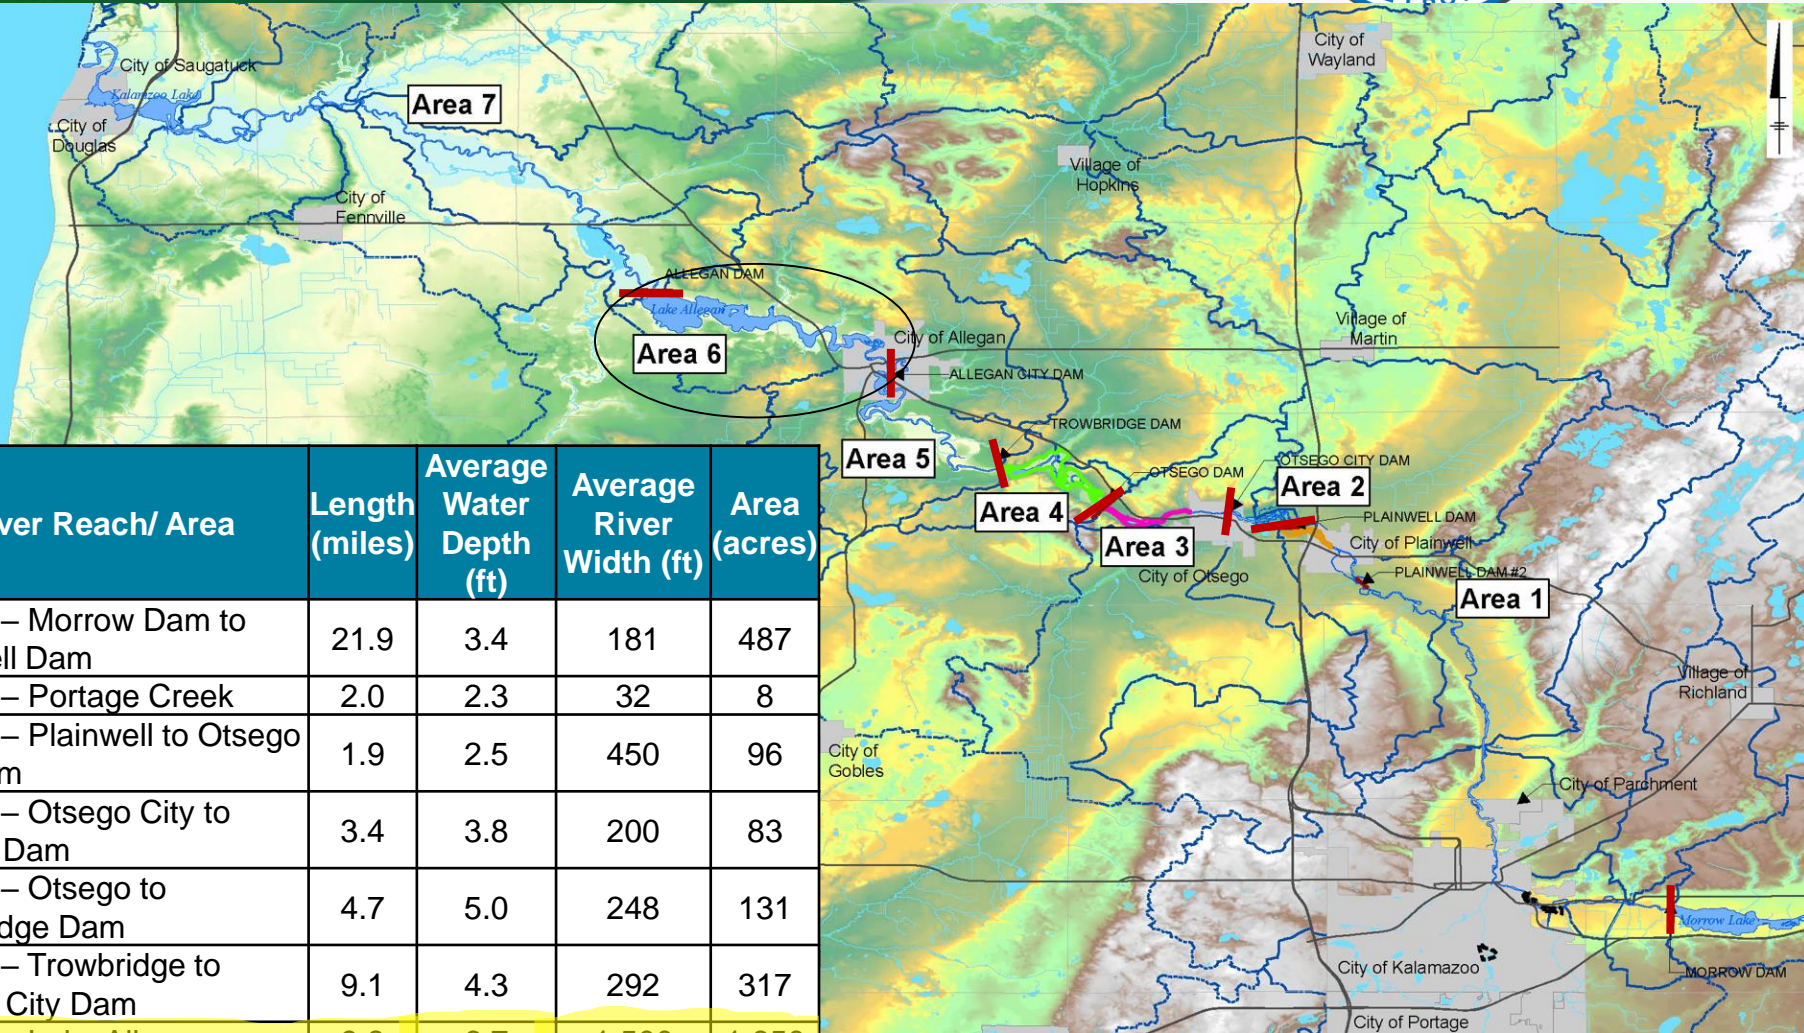 City of Saugatuck
Kalamazoo Lake
City of
Douglas
Area 7
City of
Fennville
City of
Wayland
Village of
Hopkins
Village of
Martin
ALLEGAN DAM
Lake Allegan
Area 6
City of Allegan
ALLEGAN CITY DAM
TROWBRIDGE DAM
Area 5
OTSEGO DAM
OTSEGO CITY DAM
Area 2
Area 4
PLAINWELL DAM
Area 3
City of Plainwell
City of Otsego
PLAINWELL DAM #2
Area 1
Village of
Richland
City of
Gobles
City of Parchment
Morrow Lake
City of Kalamazoo
MORROW DAM
City of Portage
ver Reach/ Area
Length
(miles)
Average
Water
Depth
(ft)
Average
River
Width (ft)
Area
(acres)
– Morrow Dam to
ell Dam
21.9
3.4
181
487
– Portage Creek
2.0
2.3
32
8
– Plainwell to Otsego
m
1.9
2.5
450
96
– Otsego City to
Dam
3.4
3.8
200
83
– Otsego to
dge Dam
4.7
5.0
248
131
– Trowbridge to
City Dam
9.1
4.3
292
317